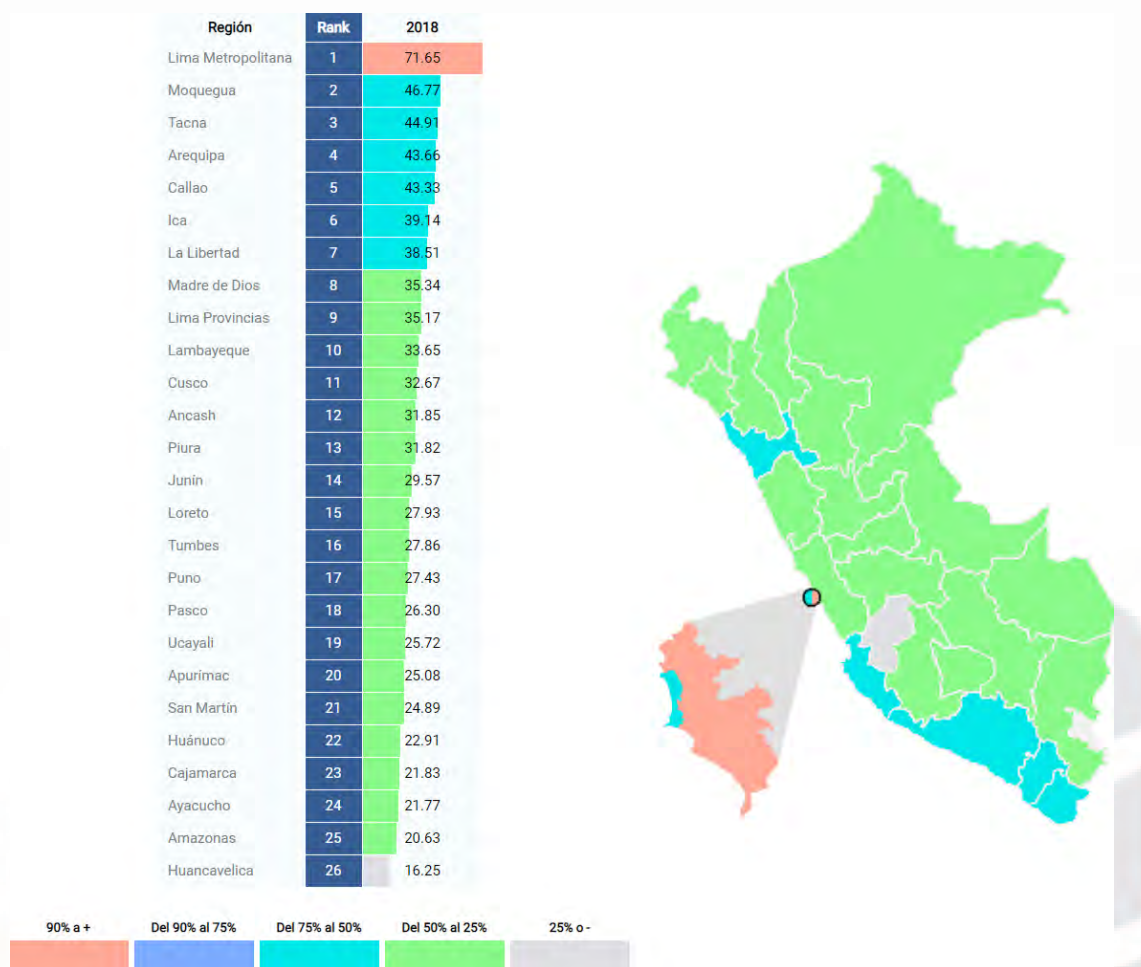 Región Rank 2018
Lima Metropolitana 1 71.65
Moquegua 2 46.77
Tacna 3 44.91
Arequipa 4 43.66
Callao 5 43.33
Ica 6 39.14
La Libertad 7 38.51
Madre de Dios 8 35.34
Lima Provincias 9 35.17
Lambayeque 10 33.65
Cusco 11 32.67
Ancash 12 31.85
Piura 13 31.82
Junín 14 29.57
Loreto 15 27.93
Tumbes 16 27.86
Puno 17 27.43
Pasco 18 26.30
Ucayali 19 25.72
Apurímac 20 25.08
San Martín 21 24.89
Huánuco 22 22.91
Cajamarca 23 21.83
Ayacucho 24 21.77
Amazonas 25 20.63
Huancavelica 26 16.25
90% a + Del 90% al 75% Del 75% al 50% Del 50% al 25% 25% o -